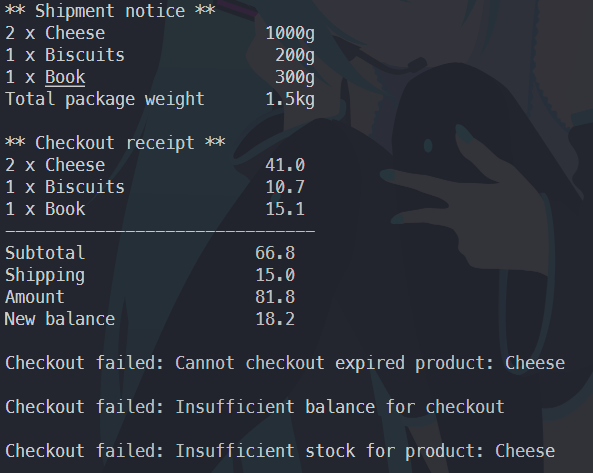 ** Shipment notice **
2 x Cheese                1000g
1 x Biscuits               200g
1 x Book                   300g
Total package weight      1.5kg

** Checkout receipt **
2 x Cheese                41.0
1 x Biscuits              10.7
1 x Book                  15.1
-------------------------------
Subtotal                 66.8
Shipping                 15.0
Amount                   81.8
New balance              18.2

Checkout failed: Cannot checkout expired product: Cheese

Checkout failed: Insufficient balance for checkout

Checkout failed: Insufficient stock for product: Cheese